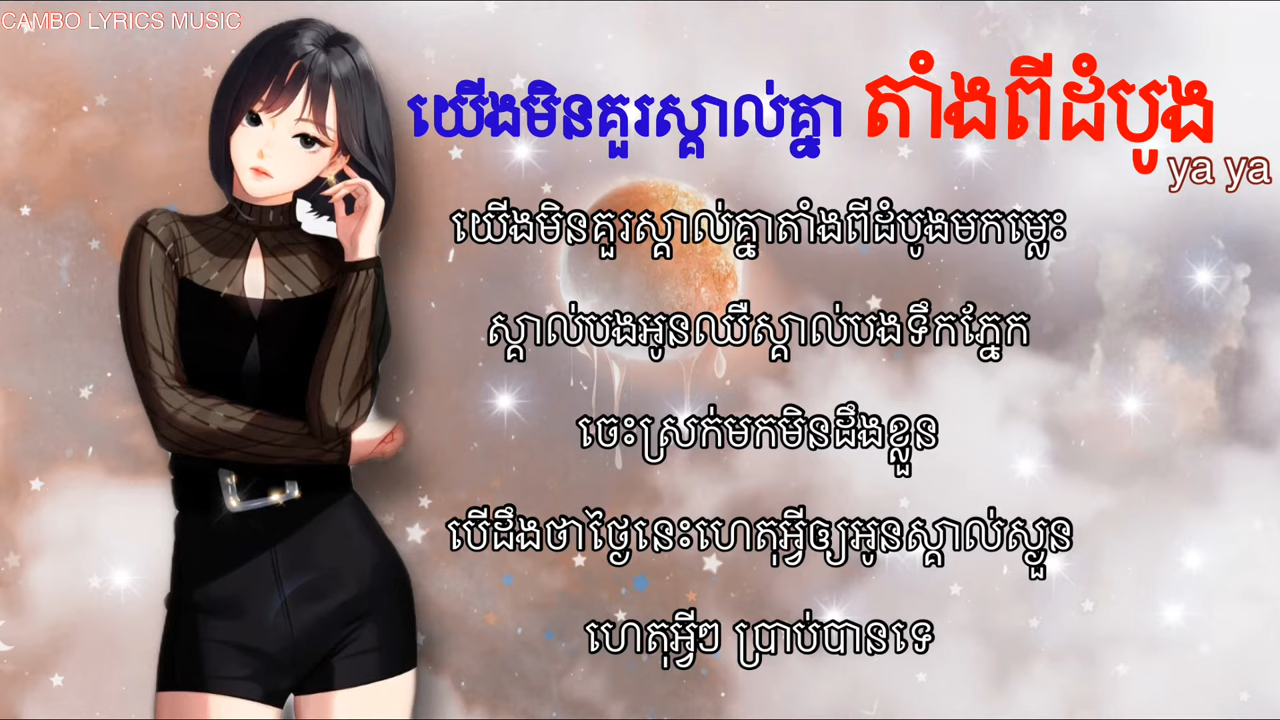 CAMBO LYRICS MUSIC
យើងមិនគួរស្គាល់គ្នា តាំងពីដំបូង
ya ya
យើងមិនគួរស្គាល់គ្នាតាំងពីដំបូងមកម្លេះ
ស្គាល់បងអូនឈឺស្គាល់បងទឹកភ្នែក
ចេះស្រក់មកមិនដឹងខ្លួន
បើដឹងថាថ្ងៃនេះហេតុអ្វីឲ្យអូនស្គាល់ស្ងួន
ហេតុអ្វីៗ ប្រាប់បានទេ